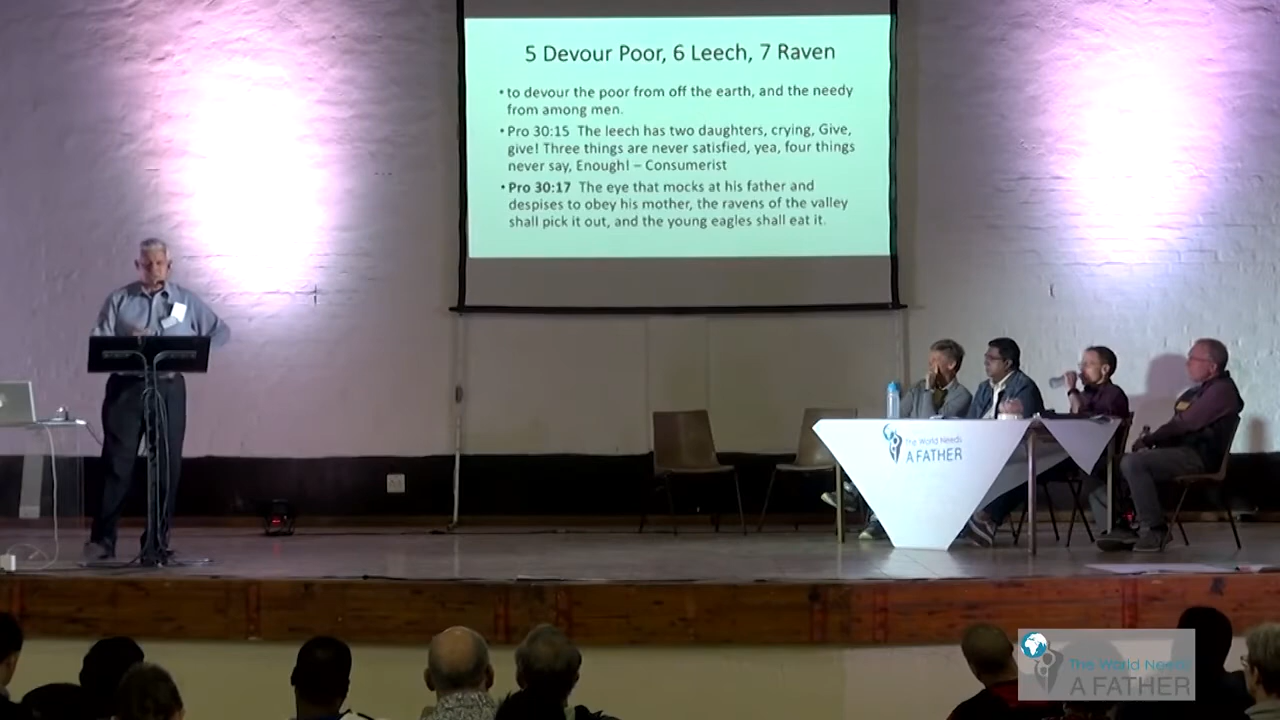 5 Devour Poor, 6 Leech, 7 Raven
• to devour the poor from off the earth, and the needy
from among men.
• Pro 30:15 The leech has two daughters, crying, Give,
give! Three things are never satisfied, yea, four things
never say, Enough! – Consumerist
• Pro 30:17 The eye that mocks at his father and
despises to obey his mother, the ravens of the valley
shall pick it out, and the young eagles shall eat it.
The World Needs
A FATHER
The World Needs
A FATHER